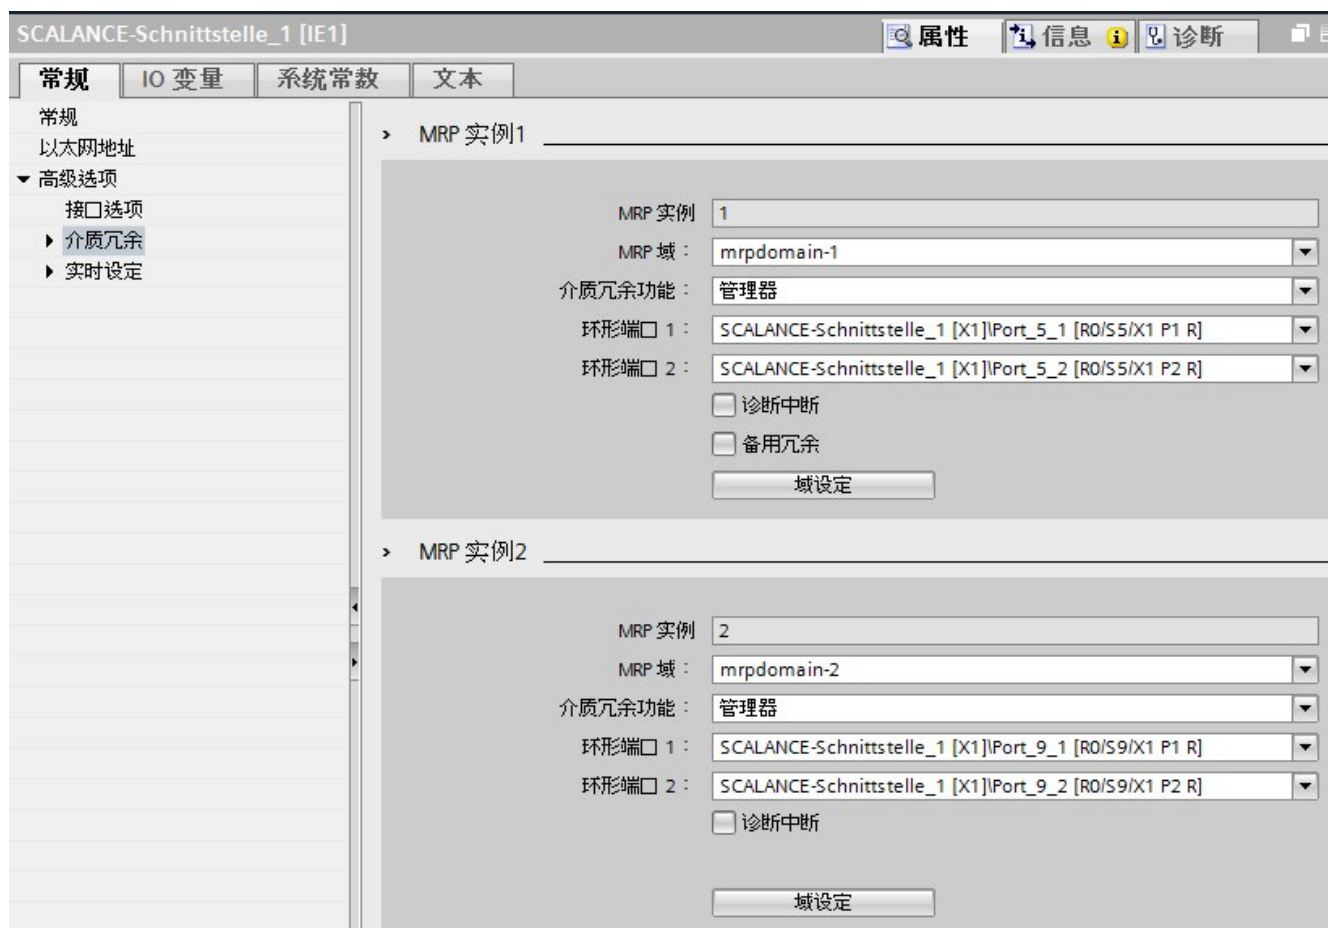 SCALANCE-Schnittstelle_1 [IE1] 属性 信息 诊断
常规 IO 变量 系统常数 文本
常规
以太网地址
高级选项
接口选项
介质冗余
实时设定
MRP 实例1
MRP 实例 1
MRP 域： mrpdomain-1
介质冗余功能： 管理器
环形端口 1： SCALANCE-Schnittstelle_1 [X1]\Port_5_1 [R0/S5/X1 P1 R]
环形端口 2： SCALANCE-Schnittstelle_1 [X1]\Port_5_2 [R0/S5/X1 P2 R]
诊断中断
备用冗余
域设定
MRP 实例2
MRP 实例 2
MRP 域： mrpdomain-2
介质冗余功能： 管理器
环形端口 1： SCALANCE-Schnittstelle_1 [X1]\Port_9_1 [R0/S9/X1 P1 R]
环形端口 2： SCALANCE-Schnittstelle_1 [X1]\Port_9_2 [R0/S9/X1 P2 R]
诊断中断
域设定